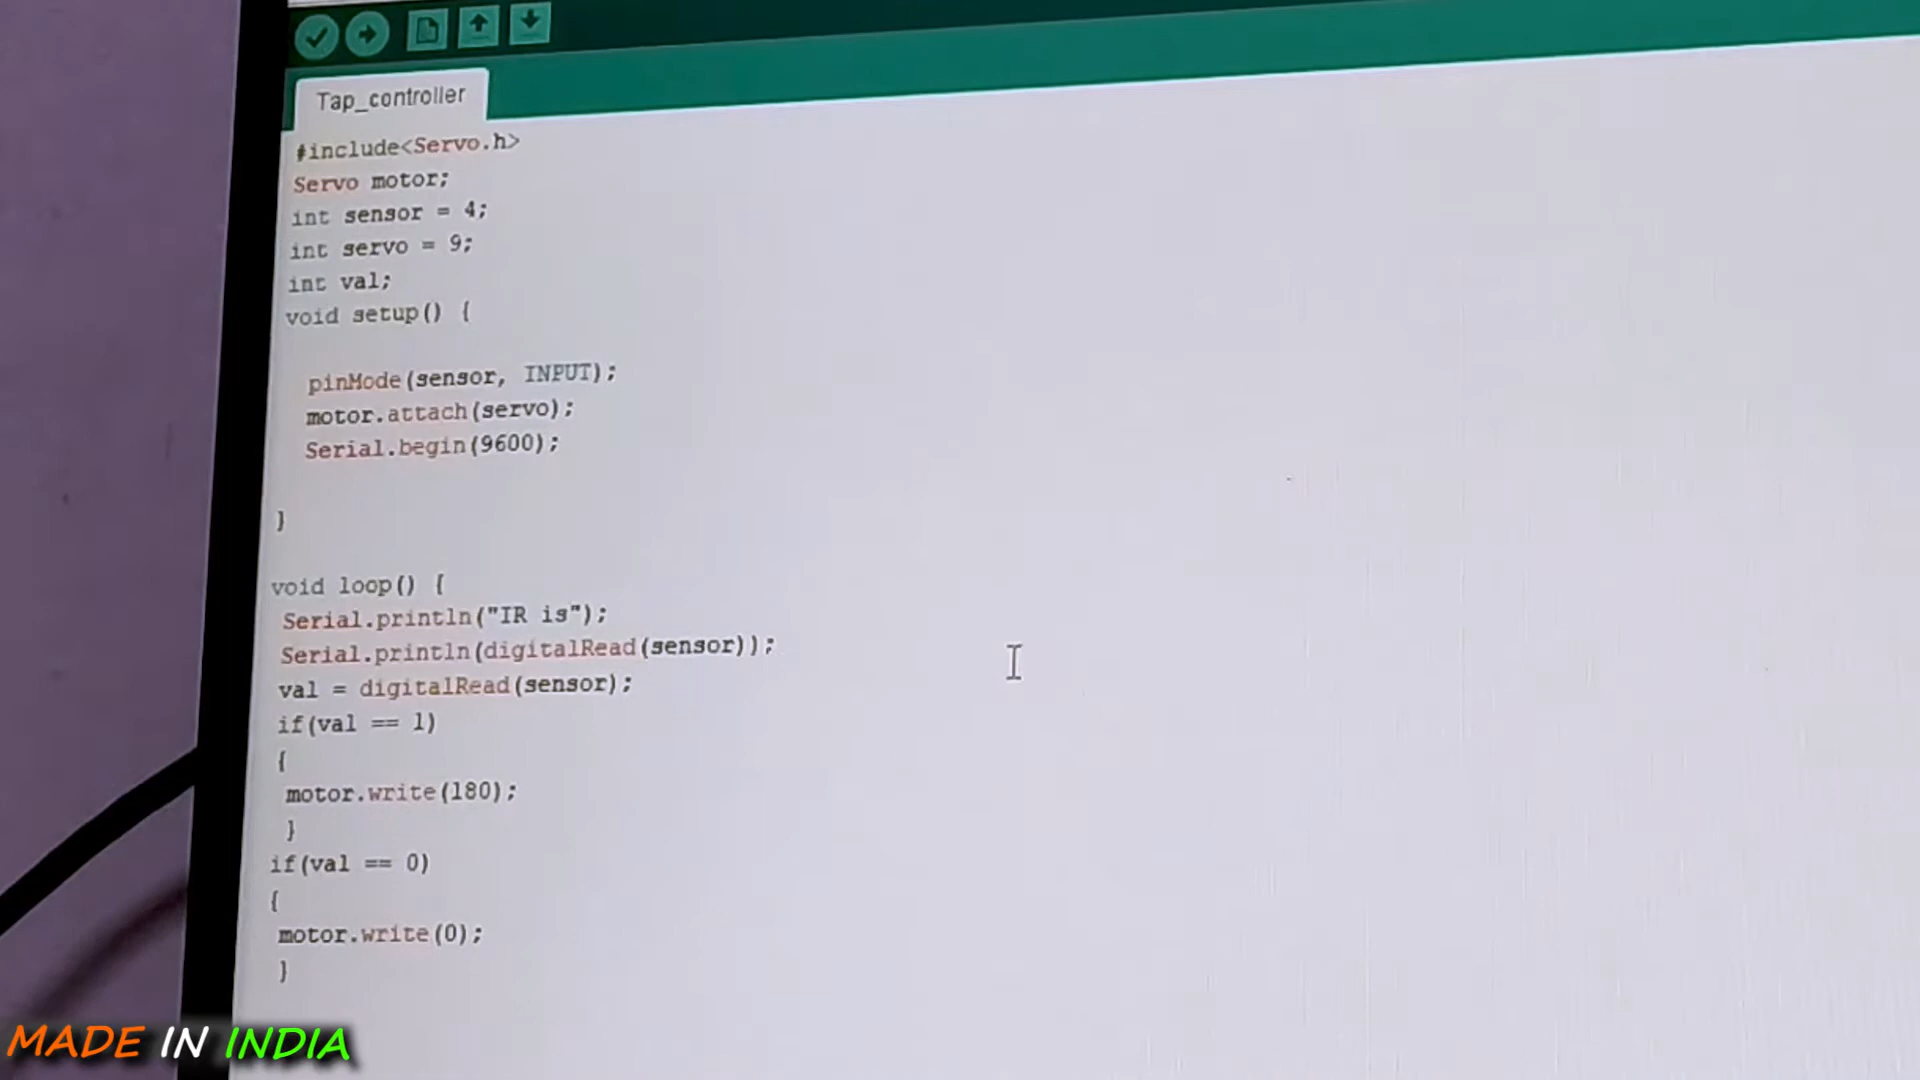 Tap_controller
#include<Servo.h>
Servo motor;
int sensor = 4;
int servo = 9;
int val;
void setup() {
pinMode(sensor, INPUT);
motor.attach(servo);
Serial.begin(9600);
}
void loop() {
Serial.println("IR is");
Serial.println(digitalRead(sensor));
val = digitalRead(sensor);
if(val == 1)
{
motor.write(180);
}
if(val == 0)
{
motor.write(0);
}
MADE IN INDIA